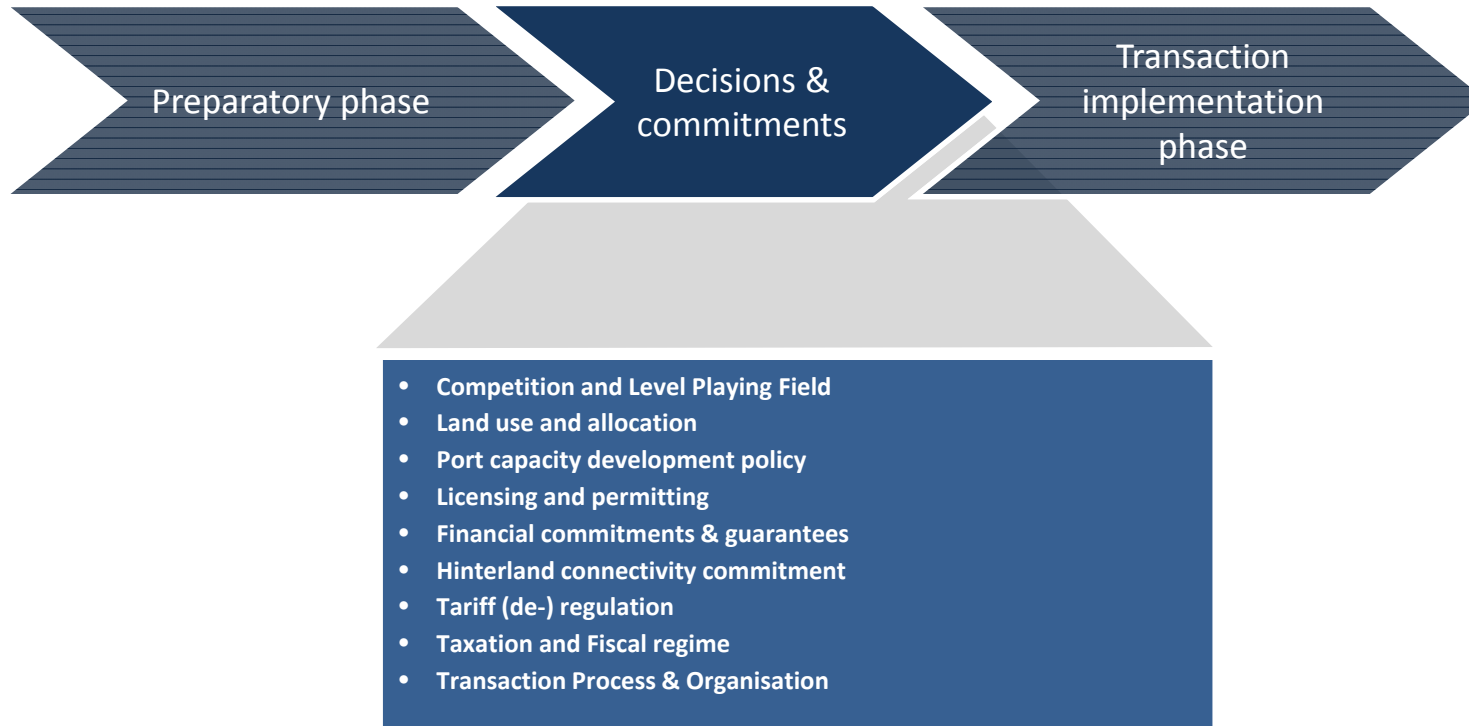 Preparatory phase
Decisions &
commitments
Transaction
implementation
phase
• Competition and Level Playing Field
• Land use and allocation
• Port capacity development policy
• Licensing and permitting
• Financial commitments & guarantees
• Hinterland connectivity commitment
• Tariff (de-) regulation
• Taxation and Fiscal regime
• Transaction Process & Organisation